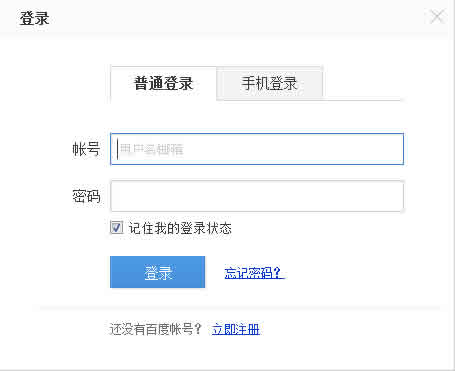 登录
普通登录 手机登录
帐号 用户名/邮箱
密码
记住我的登录状态
登录 忘记密码?
还没有百度帐号? 立即注册